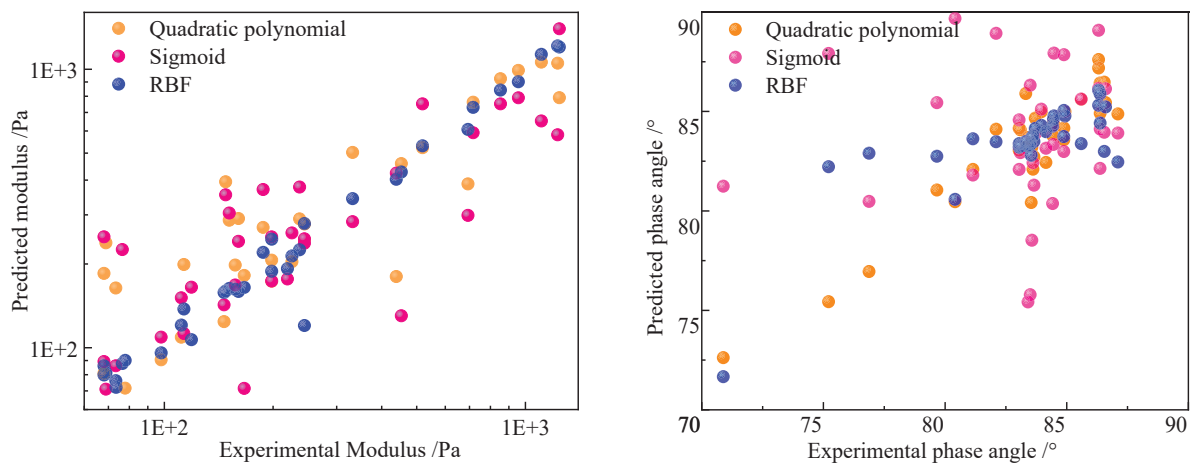 Quadratic polynomial
Sigmoid
RBF
1E+3
1E+2
Predicted modulus /Pa
1E+2
1E+3
Experimental Modulus /Pa
Quadratic polynomial
Sigmoid
RBF
90
85
80
75
70
Predicted phase angle /°
70
75
80
85
90
Experimental phase angle /°